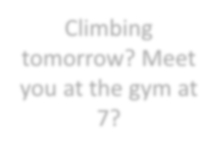 Climbing
tomorrow? Meet
you at the gym at
7?